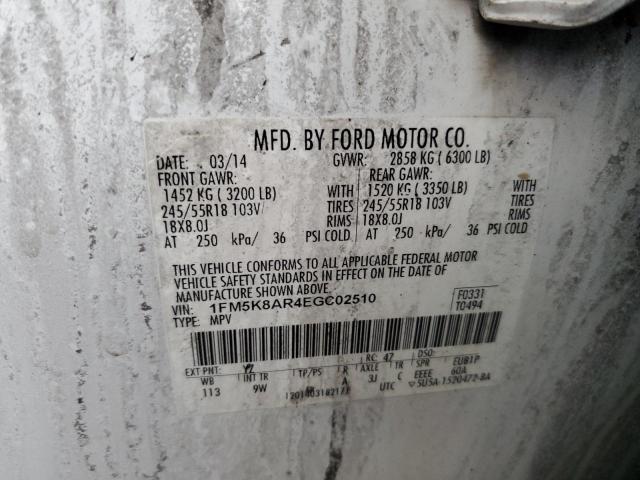 MFD. BY FORD MOTOR CO.
DATE: 03/14 GVWR: 2858 KG ( 6300 LB)
FRONT GAWR: REAR GAWR:
1452 KG ( 3200 LB) WITH 1520 KG ( 3350 LB) WITH
245/55R18 103V TIRES 245/55R18 103V TIRES
18X8.0J RIMS 18X8.0J RIMS
AT 250 kPa/ 36 PSI COLD AT 250 kPa/ 36 PSI COLD
THIS VEHICLE CONFORMS TO ALL APPLICABLE FEDERAL MOTOR
VEHICLE SAFETY STANDARDS IN EFFECT ON THE DATE OF
MANUFACTURE SHOWN ABOVE.
VIN: 1FM5K8AR4EGC02510 F0331
TYPE: MPV T0494
EXT PNT: YZ RC: 47 DSO:
WB INT TR TP/PS R AXLE TR SPR EUB1P
113 9W A 3J C EEEE 60A
UTC 5U5A-1520472-BA